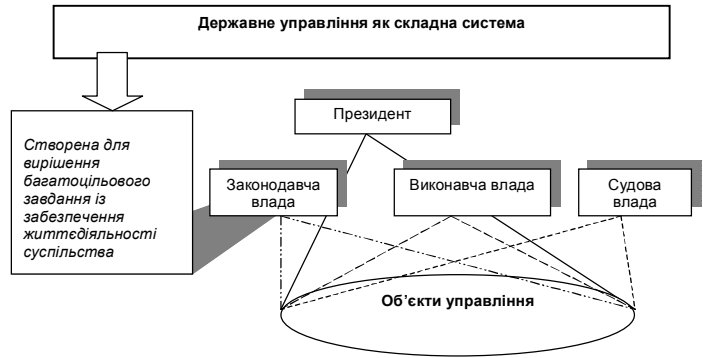 Державне управління як складна система
Президент
Створена для
вирішення
багатоцільового
завдання із
забезпечення
життєдіяльності
суспільства
Законодавча
влада
Виконавча влада
Судова
влада
Об’єкти управління